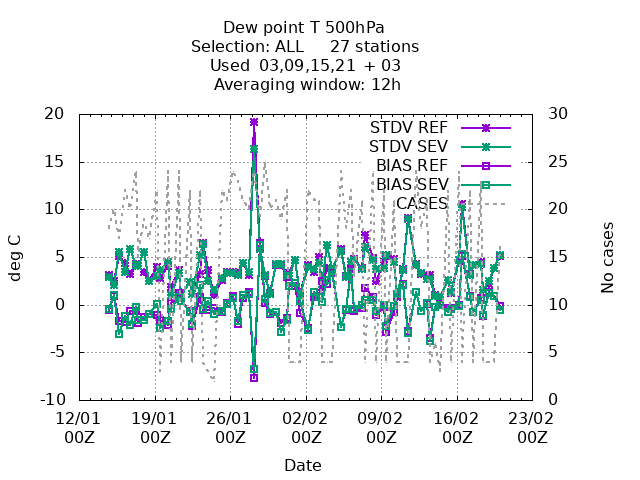 Dew point T 500hPa
Selection: ALL 27 stations
Used 03,09,15,21 + 03
Averaging window: 12h
20 30
STDV REF
STDV SEV
15 25
BIAS REF
BIAS SEV
10 20
CASES
5 15
0 10
-5 5
-10 0
deg C
No cases
12/01 19/01 26/01 02/02 09/02 16/02 23/02
00Z 00Z 00Z 00Z 00Z 00Z 00Z
Date